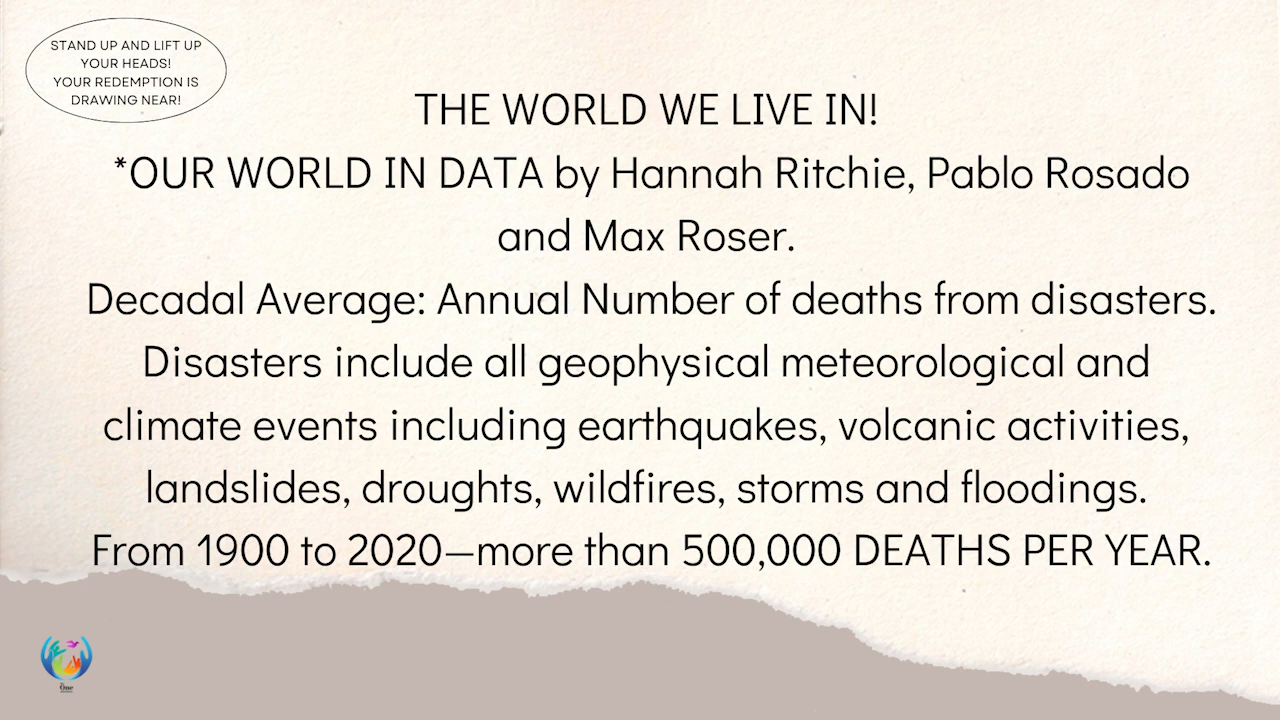 STAND UP AND LIFT UP
YOUR HEADS!
YOUR REDEMPTION IS
DRAWING NEAR!
THE WORLD WE LIVE IN!
*OUR WORLD IN DATA by Hannah Ritchie, Pablo Rosado
and Max Roser.
Decadal Average: Annual Number of deaths from disasters.
Disasters include all geophysical meteorological and
climate events including earthquakes, volcanic activities,
landslides, droughts, wildfires, storms and floodings.
From 1900 to 2020—more than 500,000 DEATHS PER YEAR.
One